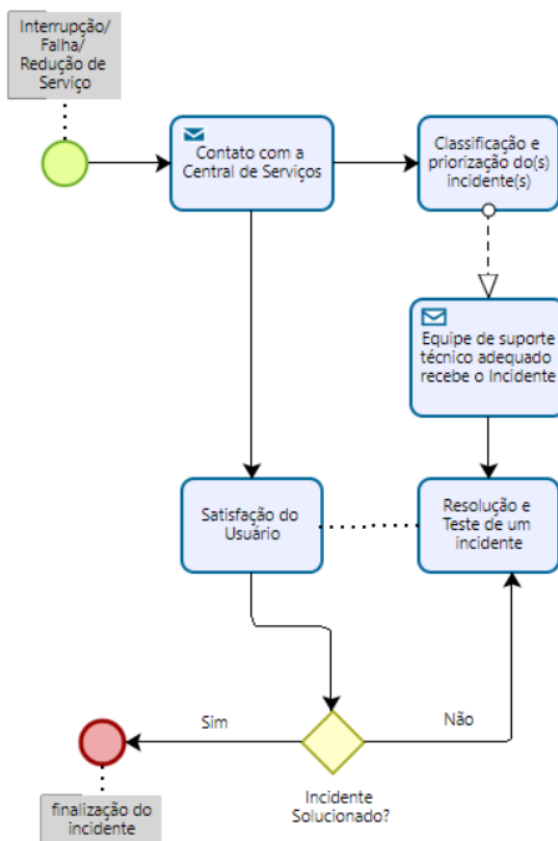 Interrupção/
Falha/
Redução de
Serviço
Contato com a
Central de Serviços
Classificação e
priorização do(s)
incidente(s)
Equipe de suporte
técnico adequado
recebe o Incidente
Satisfação do
Usuário
Resolução e
Teste de um
incidente
Sim
Não
Incidente
Solucionado?
finalização do
incidente